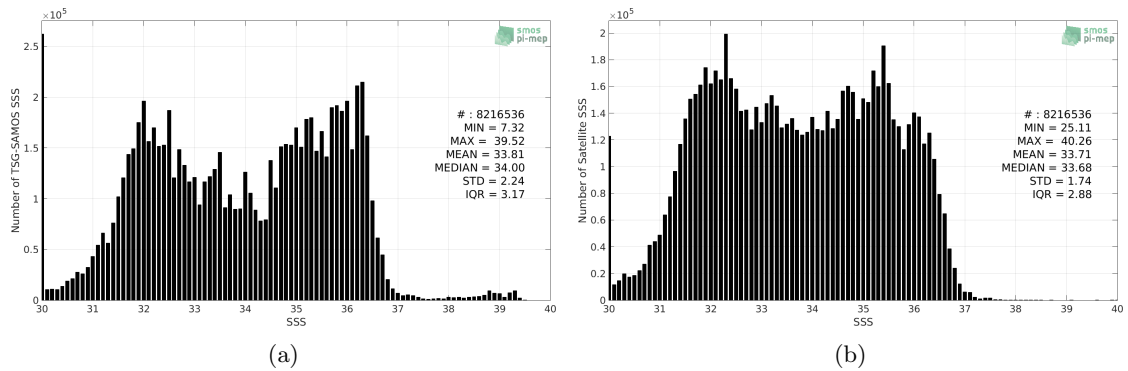 ×10⁵
2.5
2
1.5
1
0.5
0
30 31 32 33 34 35 36 37 38 39 40
SSS
Number of TSG-SAMOS SSS
smos
pi-mep
# : 8216536
MIN = 7.32
MAX = 39.52
MEAN = 33.81
MEDIAN = 34.00
STD = 2.24
IQR = 3.17
(a)
×10⁵
2
1.8
1.6
1.4
1.2
1
0.8
0.6
0.4
0.2
0
30 31 32 33 34 35 36 37 38 39 40
SSS
Number of Satellite SSS
smos
pi-mep
# : 8216536
MIN = 25.11
MAX = 40.26
MEAN = 33.71
MEDIAN = 33.68
STD = 1.74
IQR = 2.88
(b)